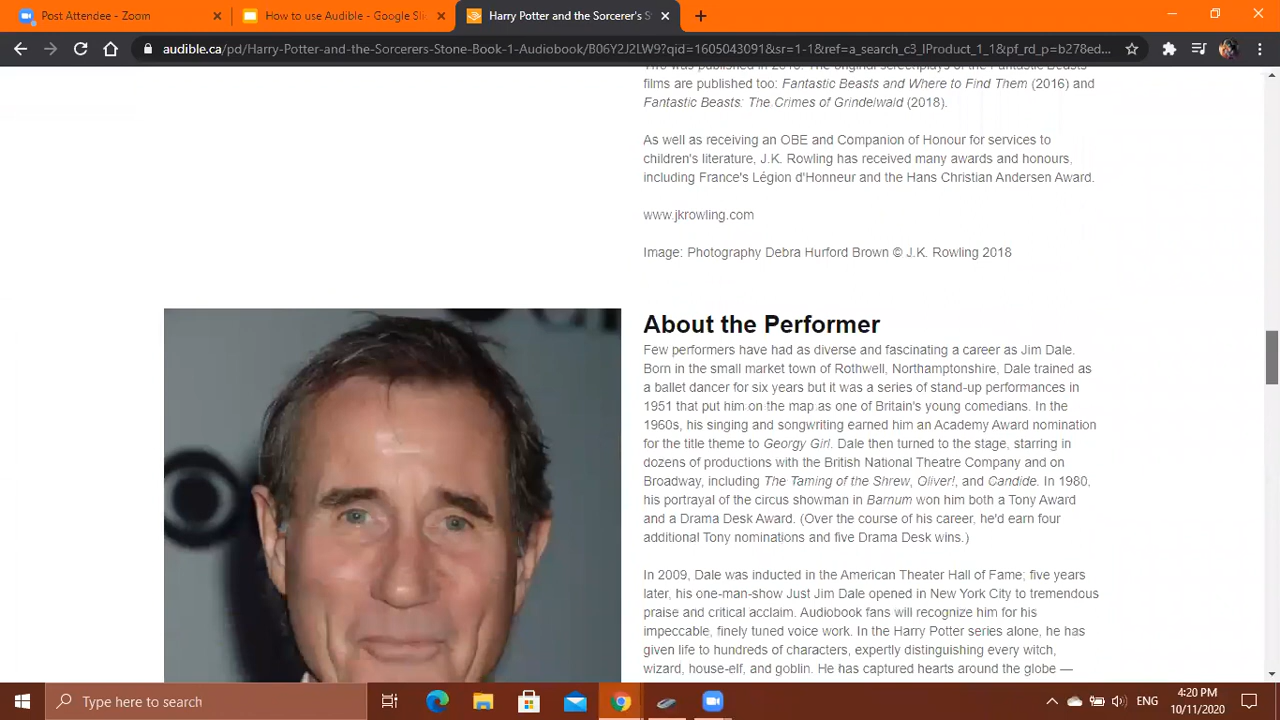 Post Attendee - Zoom
How to use Audible - Google Sli
Harry Potter and the Sorcerer's S
audible.ca/pd/Harry-Potter-and-the-Sorcerers-Stone-Book-1-Audiobook/B06Y2J2LW9?qid=1605043091&sr=1-1&ref=a_search_c3_lProduct_1_1&pf_rd_p=b278ed...
films are published too: Fantastic Beasts and Where to Find Them (2016) and
Fantastic Beasts: The Crimes of Grindelwald (2018).
As well as receiving an OBE and Companion of Honour for services to
children's literature, J.K. Rowling has received many awards and honours,
including France's Légion d'Honneur and the Hans Christian Andersen Award.
www.jkrowling.com
Image: Photography Debra Hurford Brown © J.K. Rowling 2018
About the Performer
Few performers have had as diverse and fascinating a career as Jim Dale.
Born in the small market town of Rothwell, Northamptonshire, Dale trained as
a ballet dancer for six years but it was a series of stand-up performances in
1951 that put him on the map as one of Britain's young comedians. In the
1960s, his singing and songwriting earned him an Academy Award nomination
for the title theme to Georgy Girl. Dale then turned to the stage, starring in
dozens of productions with the British National Theatre Company and on
Broadway, including The Taming of the Shrew, Oliver!, and Candide. In 1980,
his portrayal of the circus showman in Barnum won him both a Tony Award
and a Drama Desk Award. (Over the course of his career, he'd earn four
additional Tony nominations and five Drama Desk wins.)
In 2009, Dale was inducted in the American Theater Hall of Fame; five years
later, his one-man-show Just Jim Dale opened in New York City to tremendous
praise and critical acclaim. Audiobook fans will recognize him for his
impeccable, finely tuned voice work. In the Harry Potter series alone, he has
given life to hundreds of characters, expertly distinguishing every witch,
wizard, house-elf, and goblin. He has captured hearts around the globe —
Type here to search
ENG
4:20 PM
10/11/2020